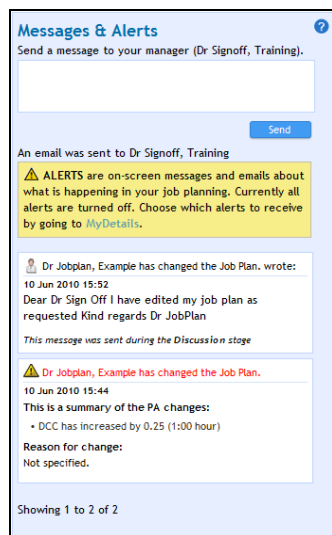 Messages & Alerts
?
Send a message to your manager (Dr Signoff, Training).
Send
An email was sent to Dr Signoff, Training
ALERTS are on-screen messages and emails about
what is happening in your job planning. Currently all
alerts are turned off. Choose which alerts to receive
by going to MyDetails.
Dr Jobplan, Example has changed the Job Plan. wrote:
10 Jun 2010 15:52
Dear Dr Sign Off I have edited my job plan as
requested Kind regards Dr JobPlan
This message was sent during the Discussion stage
Dr Jobplan, Example has changed the Job Plan.
10 Jun 2010 15:44
This is a summary of the PA changes:
• DCC has increased by 0.25 (1:00 hour)
Reason for change:
Not specified.
Showing 1 to 2 of 2